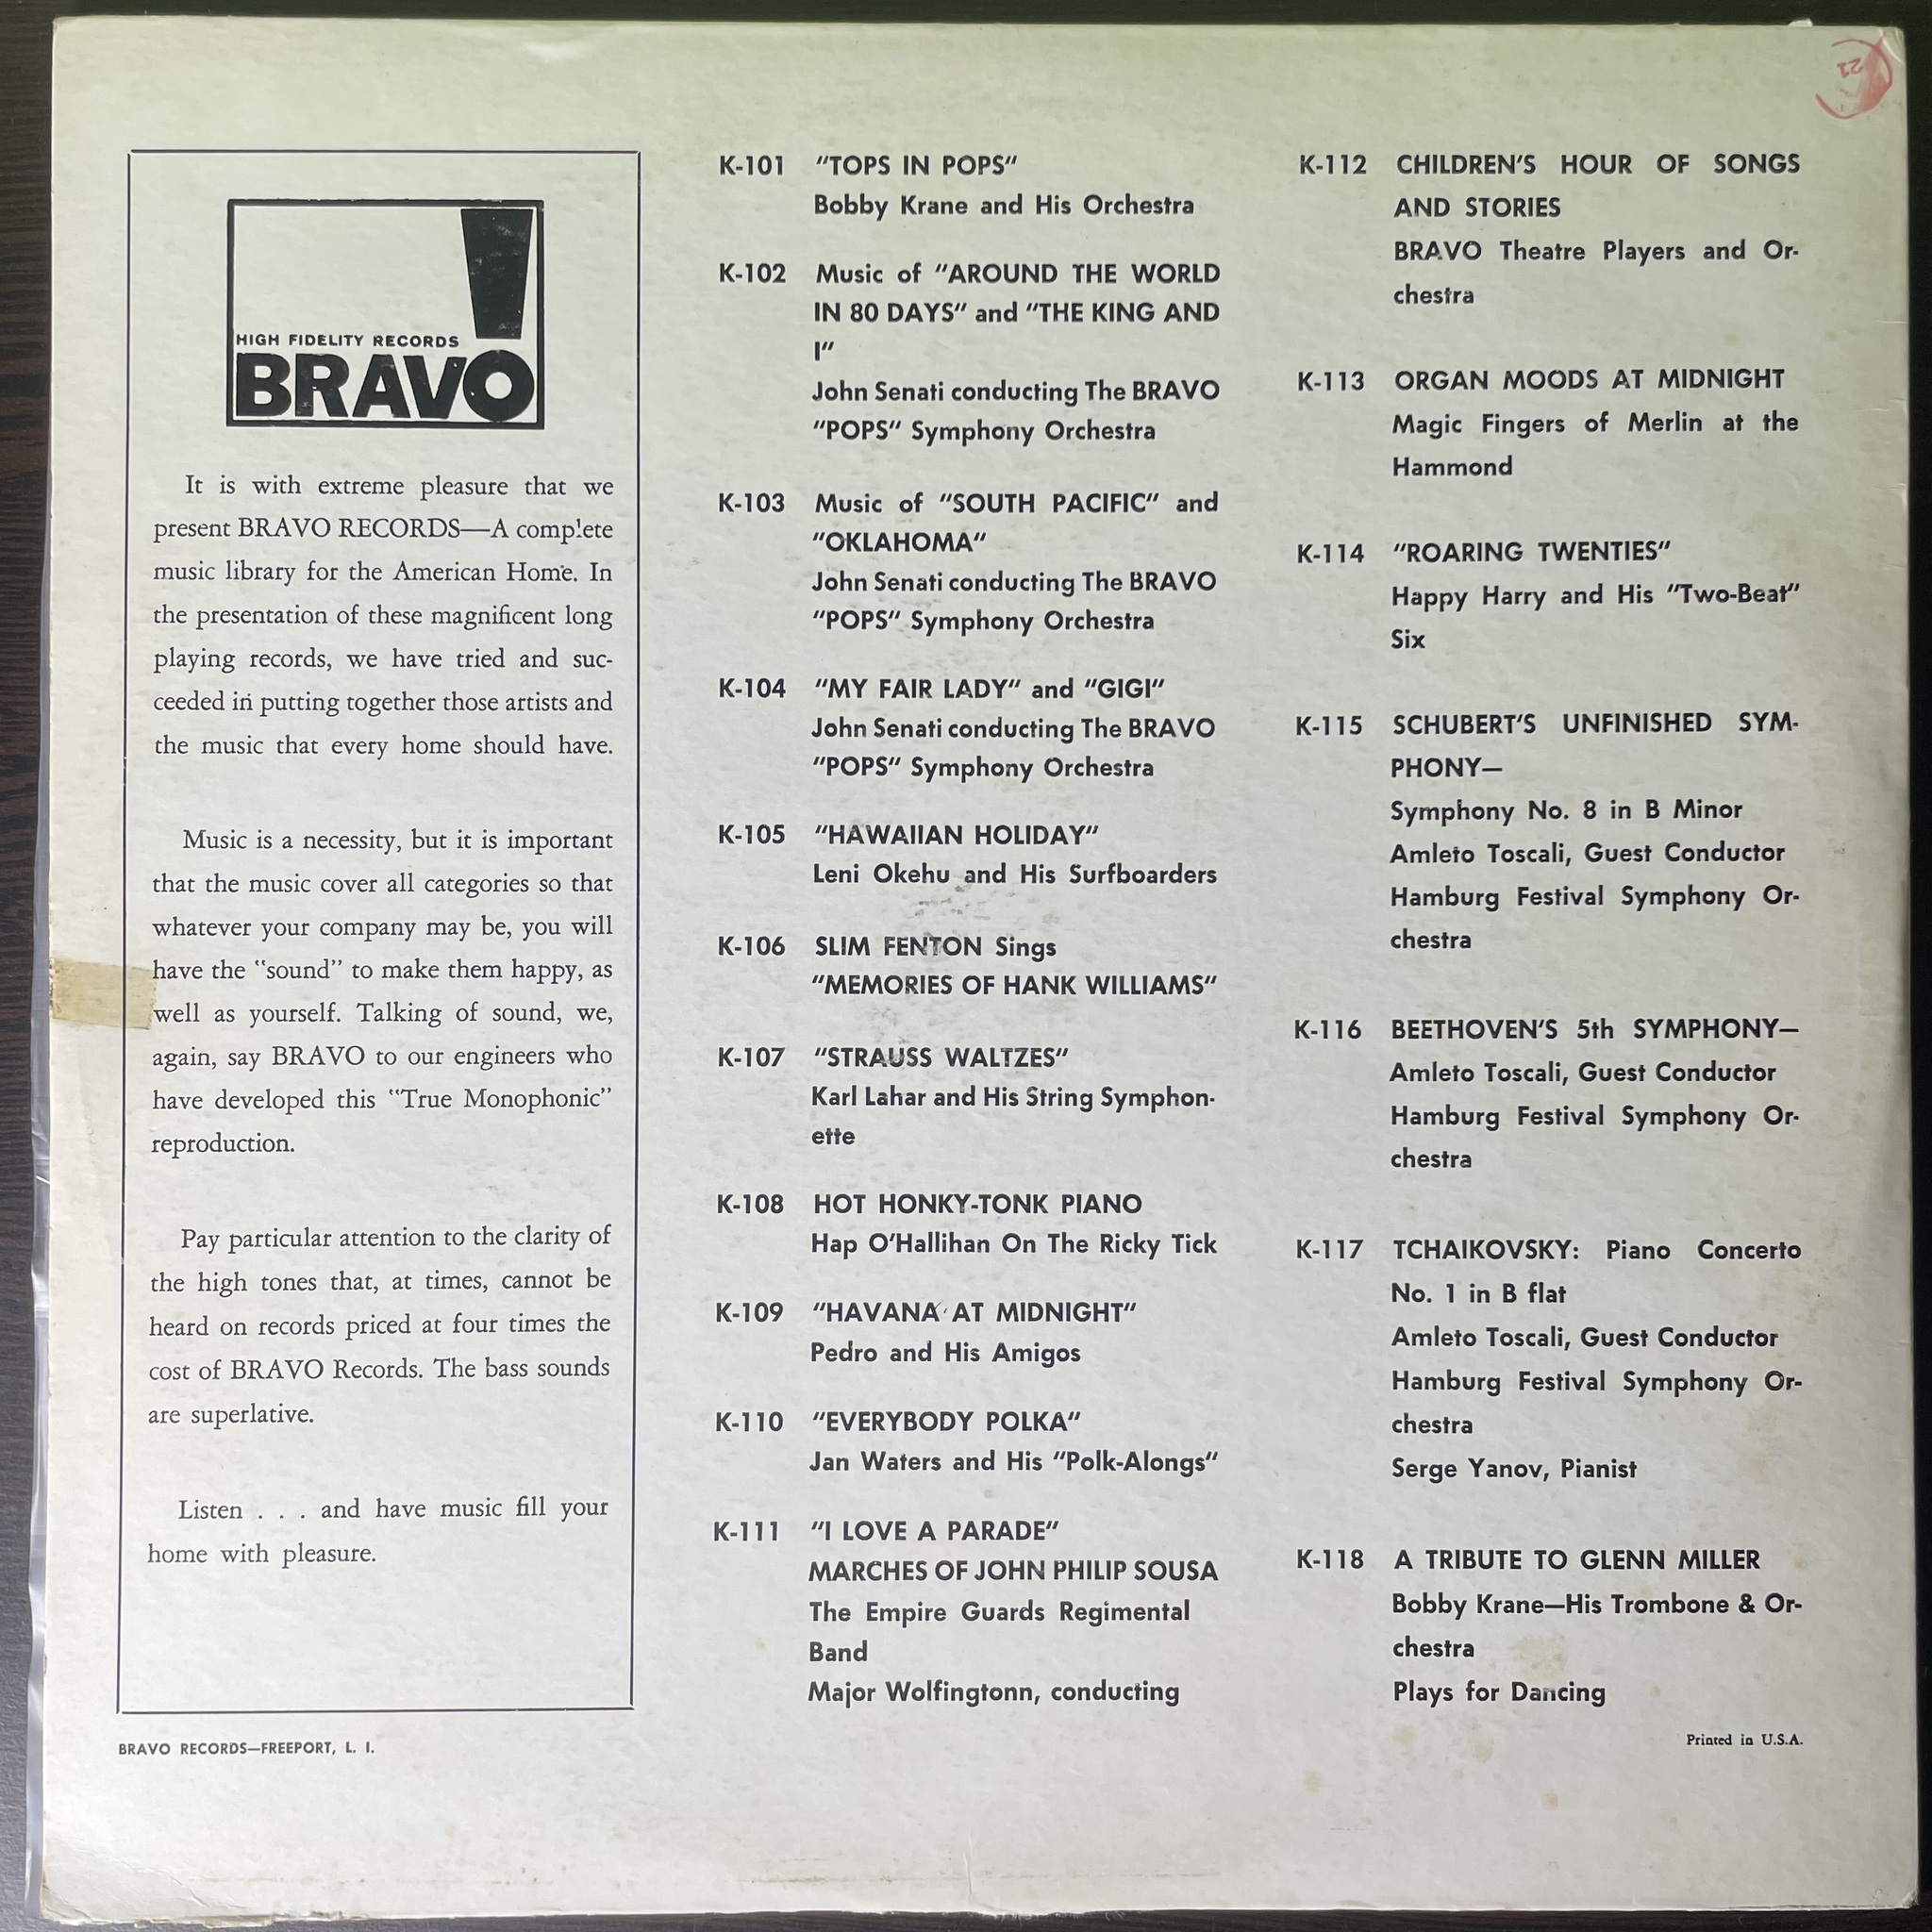 HIGH FIDELITY RECORDS
BRAVO
It is with extreme pleasure that we
present BRAVO RECORDS—A complete
music library for the American Home. In
the presentation of these magnificent long
playing records, we have tried and suc-
ceeded in putting together those artists and
the music that every home should have.
Music is a necessity, but it is important
that the music cover all categories so that
whatever your company may be, you will
have the "sound" to make them happy, as
well as yourself. Talking of sound, we,
again, say BRAVO to our engineers who
have developed this "True Monophonic"
reproduction.
Pay particular attention to the clarity of
the high tones that, at times, cannot be
heard on records priced at four times the
cost of BRAVO Records. The bass sounds
are superlative.
Listen . . . and have music fill your
home with pleasure.
BRAVO RECORDS—FREEPORT, L. I.
K-101 "TOPS IN POPS"
Bobby Krane and His Orchestra
K-102 Music of "AROUND THE WORLD
IN 80 DAYS" and "THE KING AND
I"
John Senati conducting The BRAVO
"POPS" Symphony Orchestra
K-103 Music of "SOUTH PACIFIC" and
"OKLAHOMA"
John Senati conducting The BRAVO
"POPS" Symphony Orchestra
K-104 "MY FAIR LADY" and "GIGI"
John Senati conducting The BRAVO
"POPS" Symphony Orchestra
K-105 "HAWAIIAN HOLIDAY"
Leni Okehu and His Surfboarders
K-106 SLIM FENTON Sings
"MEMORIES OF HANK WILLIAMS"
K-107 "STRAUSS WALTZES"
Karl Lahar and His String Symphon-
ette
K-108 HOT HONKY-TONK PIANO
Hap O'Hallihan On The Ricky Tick
K-109 "HAVANA AT MIDNIGHT"
Pedro and His Amigos
K-110 "EVERYBODY POLKA"
Jan Waters and His "Polk-Alongs"
K-111 "I LOVE A PARADE"
MARCHES OF JOHN PHILIP SOUSA
The Empire Guards Regimental
Band
Major Wolfingtonn, conducting
K-112 CHILDREN'S HOUR OF SONGS
AND STORIES
BRAVO Theatre Players and Or-
chestra
K-113 ORGAN MOODS AT MIDNIGHT
Magic Fingers of Merlin at the
Hammond
K-114 "ROARING TWENTIES"
Happy Harry and His "Two-Beat"
Six
K-115 SCHUBERT'S UNFINISHED SYM-
PHONY—
Symphony No. 8 in B Minor
Amleto Toscali, Guest Conductor
Hamburg Festival Symphony Or-
chestra
K-116 BEETHOVEN'S 5th SYMPHONY—
Amleto Toscali, Guest Conductor
Hamburg Festival Symphony Or-
chestra
K-117 TCHAIKOVSKY: Piano Concerto
No. 1 in B flat
Amleto Toscali, Guest Conductor
Hamburg Festival Symphony Or-
chestra
Serge Yanov, Pianist
K-118 A TRIBUTE TO GLENN MILLER
Bobby Krane—His Trombone & Or-
chestra
Plays for Dancing
Printed in U.S.A.